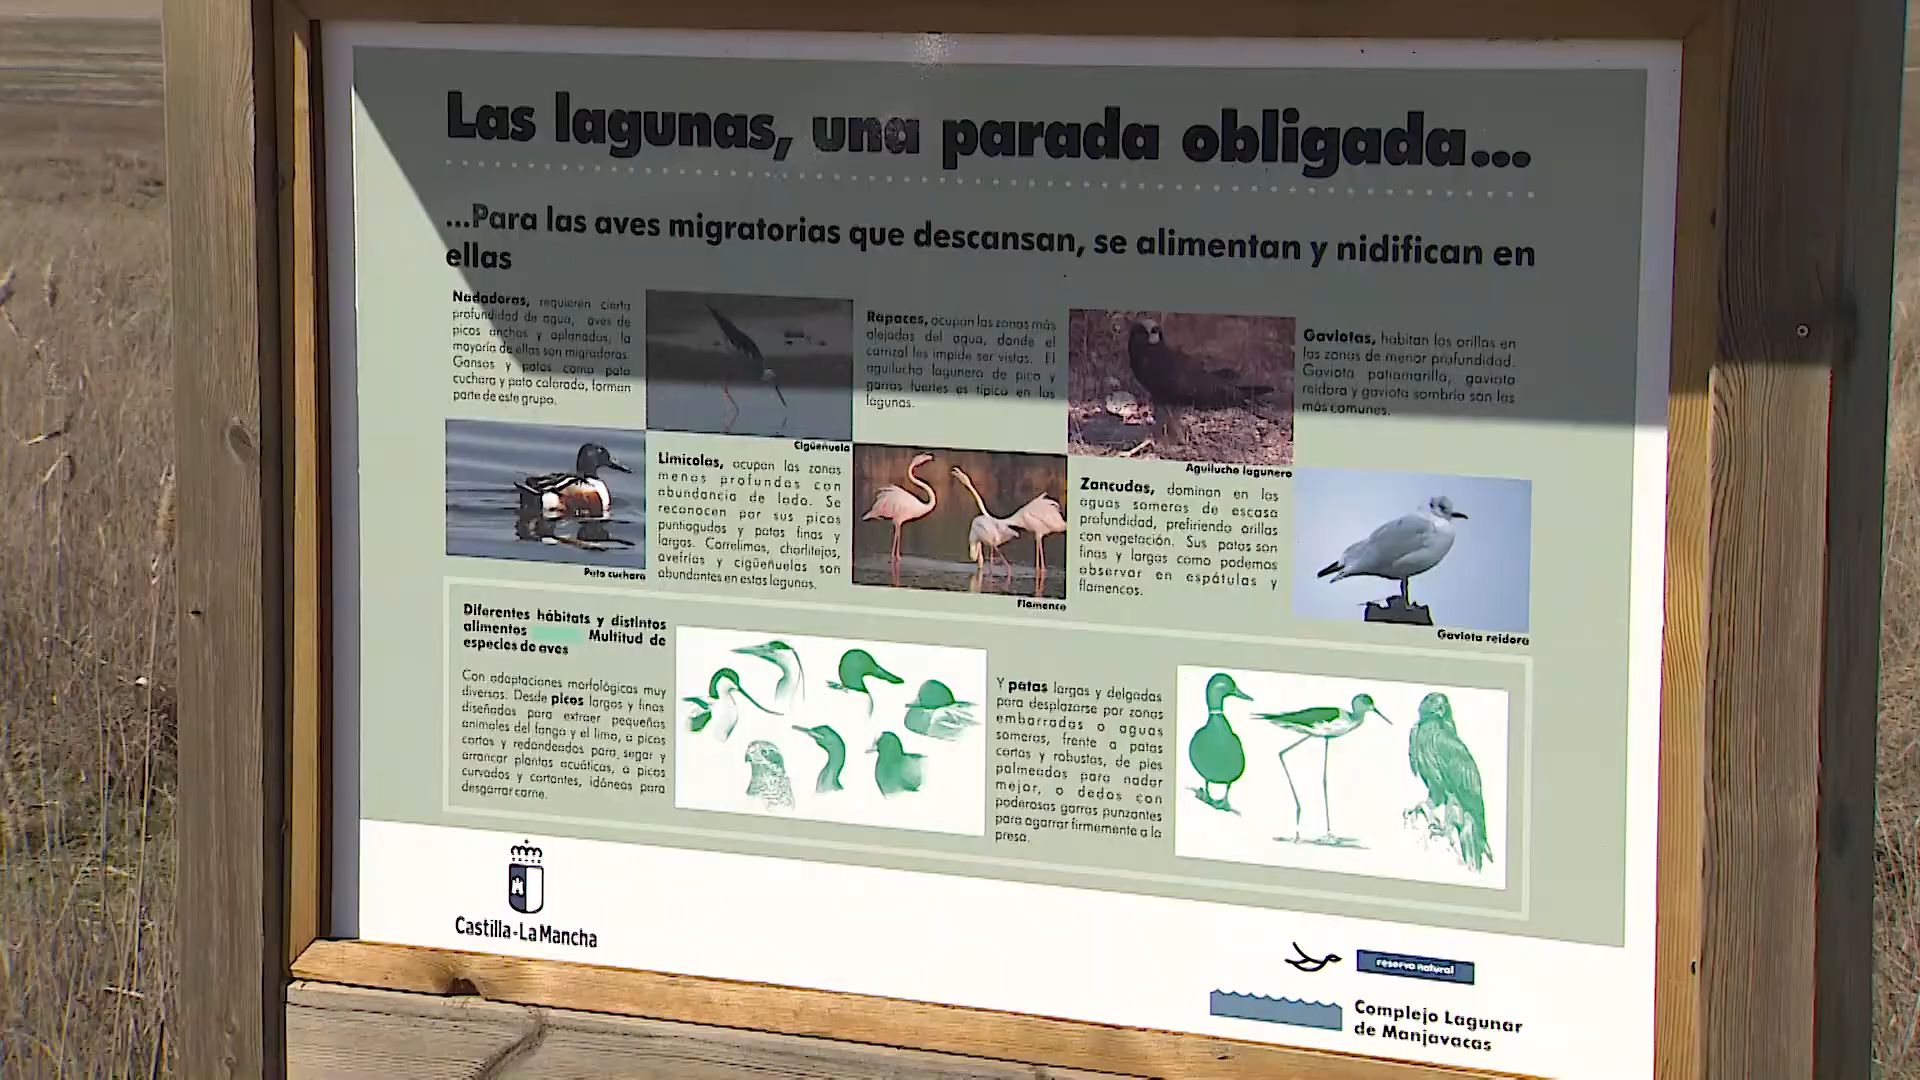 Las lagunas, una parada obligada...
...Para las aves migratorias que descansan, se alimentan y nidifican en
ellas
Nadadoras, requieren cierta
profundidad de agua, aves de
picos anchos y aplanados, la
mayoría de ellas son migradoras.
Gansos y patos como pato
cuchara y pato colorado, forman
parte de este grupo.
Pato cuchara
Cigüeñuela
Limícolas, ocupan las zonas
menos profundas con
abundancia de lodo. Se
reconocen por sus picos
puntiagudos y patas finas y
largas. Correlimos, chorlitejos,
avefrías y cigüeñuelas son
abundantes en estas lagunas.
Rapaces, ocupan las zonas más
alejadas del agua, donde el
carrizal les impide ser vistas. El
aguilucho lagunero de pico y
garras fuertes es típico en las
lagunas.
Flamenco
Aguilucho lagunero
Zancudas, dominan en las
aguas someras de escasa
profundidad, prefiriendo orillas
con vegetación. Sus patas son
finas y largas como podemos
observar en espátulas y
flamencos.
Gaviotas, habitan las orillas en
las zonas de menor profundidad.
Gaviota patiamarilla, gaviota
reidora y gaviota sombría son las
más comunes.
Gaviota reidora
Diferentes hábitats y distintos
alimentos Multitud de
especies de aves
Con adaptaciones morfológicas muy
diversas. Desde picos largos y finos
diseñados para extraer pequeños
animales del fango y el limo, a picos
cortos y redondeados para segar y
arrancar plantas acuáticas, o picos
curvados y cortantes, idóneos para
desgarrar carne.
Y patas largas y delgadas
para desplazarse por zonas
embarradas o aguas
someras, frente a patas
cortas y robustas, de pies
palmeados para nadar
mejor, o dedos con
poderosas garras punzantes
para agarrar firmemente a la
presa.
Castilla-La Mancha
reserva natural
Complejo Lagunar
de Manjavacas